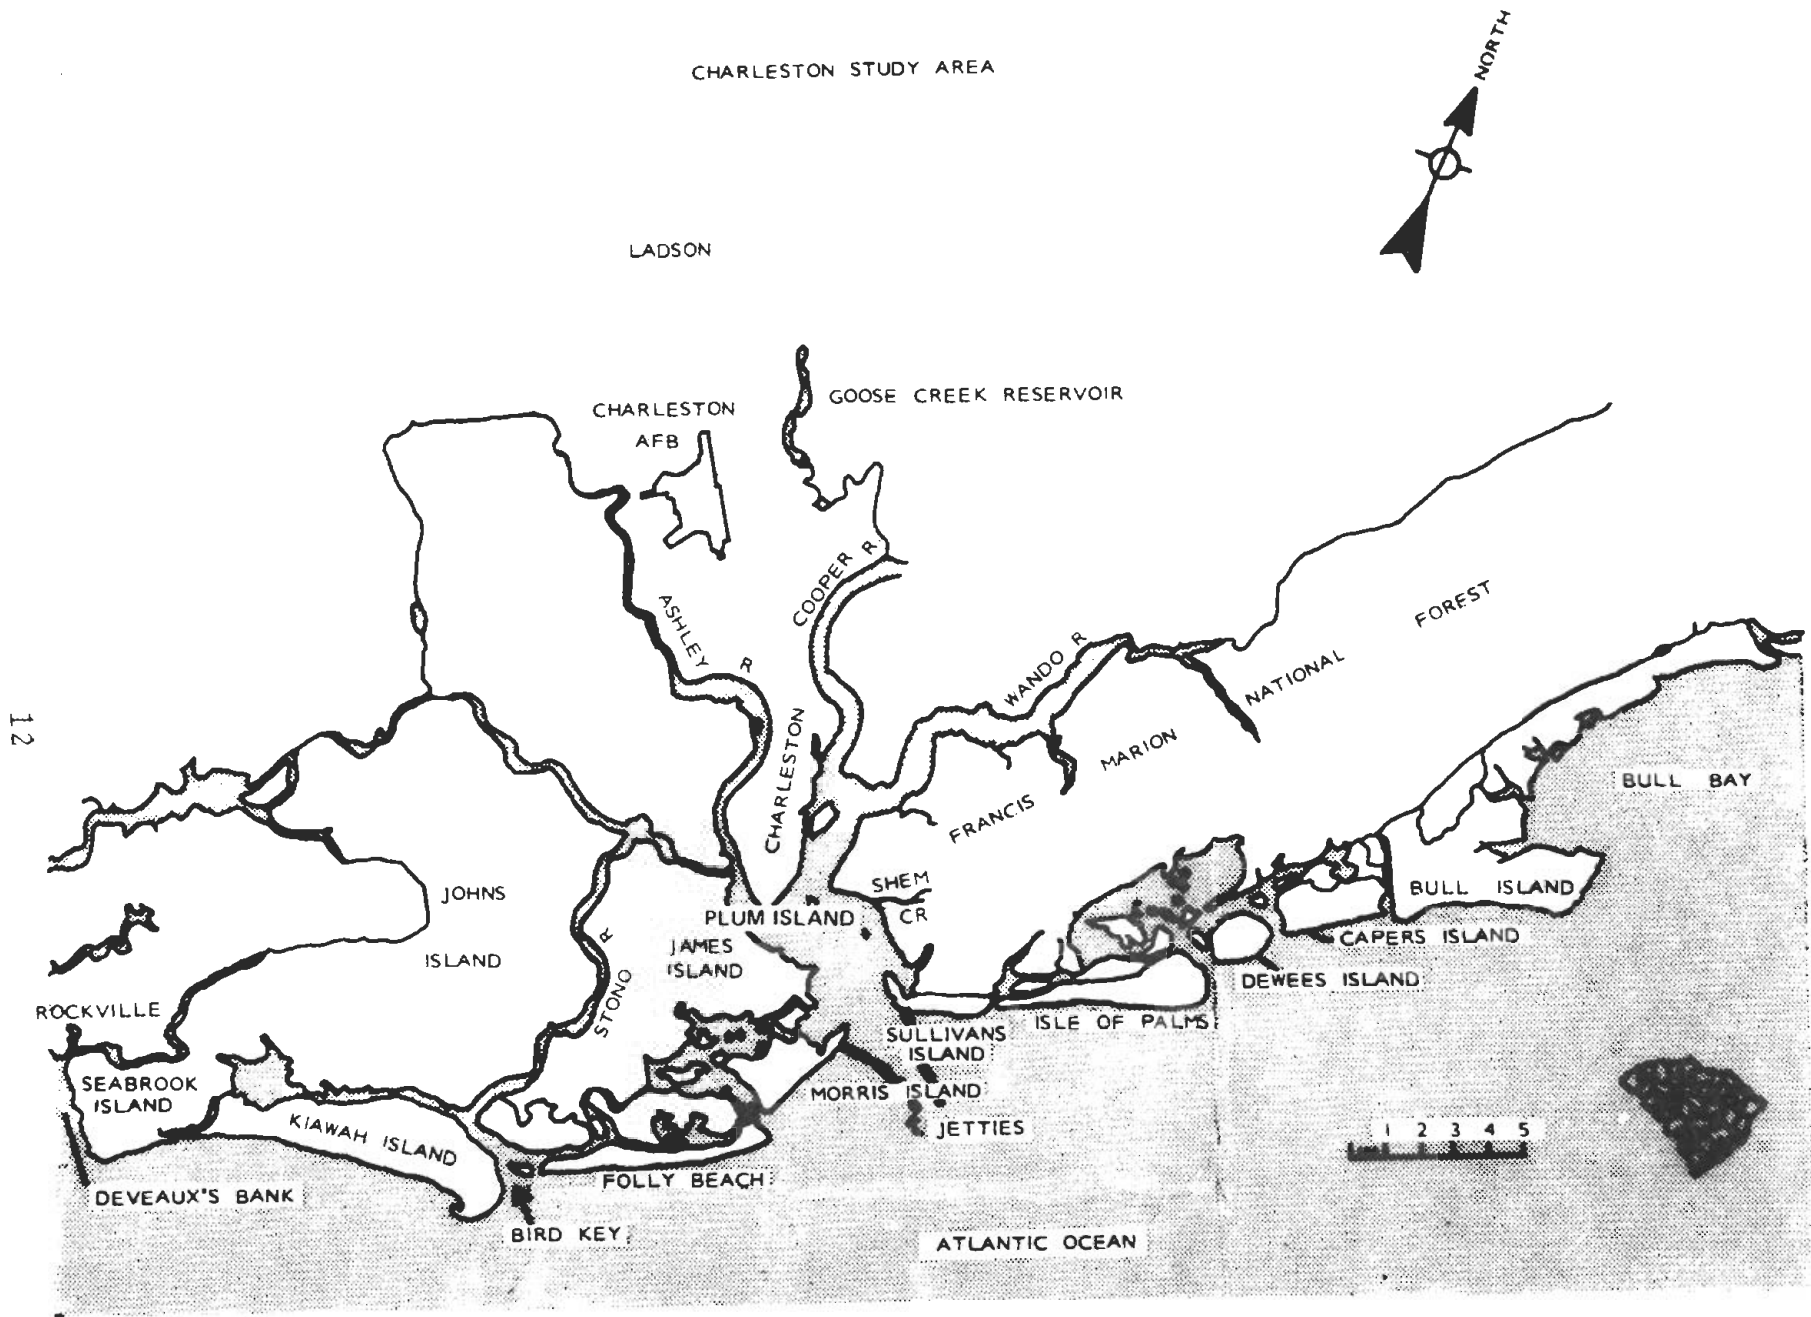 CHARLESTON STUDY AREA
NORTH
LADSON
GOOSE CREEK RESERVOIR
CHARLESTON
AFB
COOPER R.
ASHLEY R
WANDO R
FOREST
NATIONAL
MARION
FRANCIS
CHARLESTON
12
BULL BAY
SHEM
CR
BULL ISLAND
JOHNS
ISLAND
PLUM ISLAND
JAMES
ISLAND
STONO R
CAPERS ISLAND
DEWEES ISLAND
ROCKVILLE
ISLE OF PALMS
SULLIVANS
ISLAND
SEABROOK
ISLAND
MORRIS ISLAND
KIAWAH ISLAND
JETTIES
1 2 3 4 5
FOLLY BEACH
DEVEAUX'S BANK
BIRD KEY
ATLANTIC OCEAN